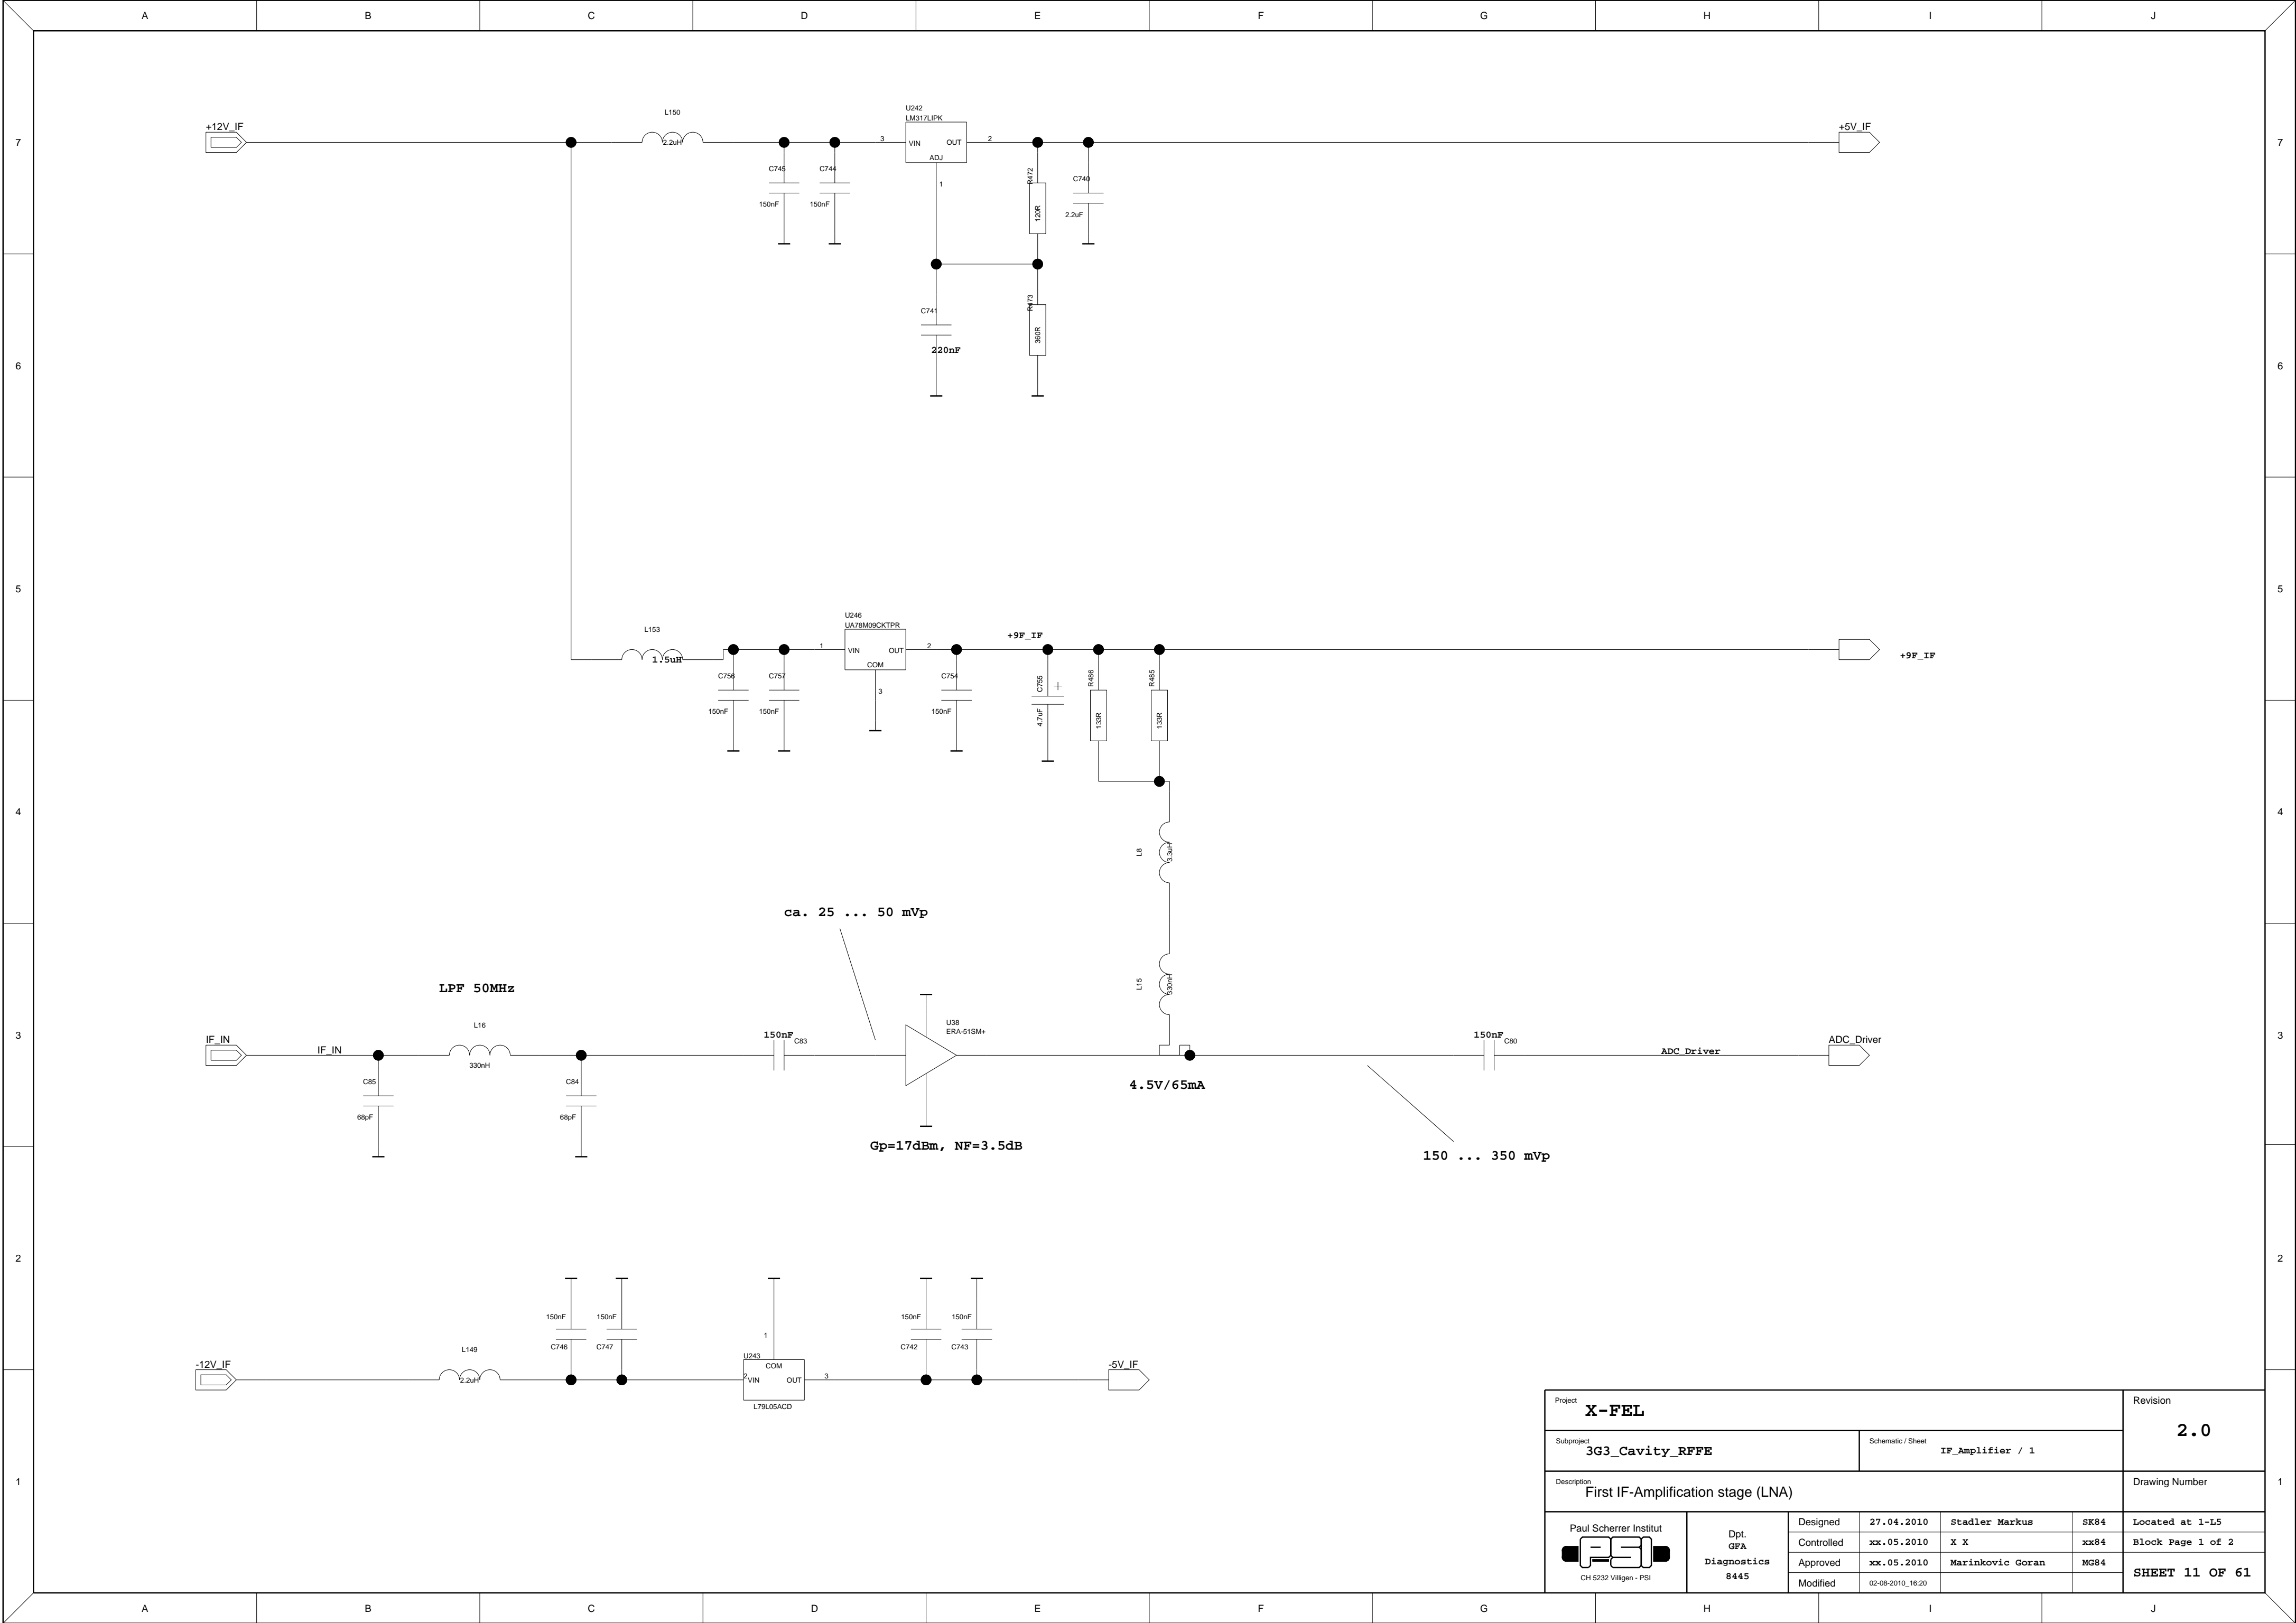 A B C D E F G H I J
7 7
6 6
5 5
4 4
3 3
2 2
1 1
+12V_IF
L150
2.2uH
C745
150nF
C744
150nF
U242
LM317LIPK
3 VIN OUT 2
ADJ
1
R472
120R
C740
2.2uF
+5V_IF
C741
220nF
R473
360R
L153
1.5uH
C756
150nF
C757
150nF
U246
UA78M09CKTPR
1 VIN OUT 2
COM
3
C754
150nF
+9F_IF
C755
+
4.7uF
R486
133R
R485
133R
+9F_IF
L8
3.3uH
L15
330nH
ca. 25 ... 50 mVp
LPF 50MHz
IF_IN
IF_IN
C85
68pF
L16
330nH
C84
68pF
150nF
C83
U38
ERA-51SM+
Gp=17dBm, NF=3.5dB
4.5V/65mA
150nF
C80
ADC_Driver
ADC_Driver
150 ... 350 mVp
-12V_IF
L149
2.2uH
150nF
C746
150nF
C747
1
U243
COM
2 VIN OUT 3
L79L05ACD
150nF
C742
150nF
C743
-5V_IF
Project
X-FEL
Revision
2.0
Subproject
3G3_Cavity_RFFE
Schematic / Sheet
IF_Amplifier / 1
Description
First IF-Amplification stage (LNA)
Drawing Number
Paul Scherrer Institut
PSI
CH 5232 Villigen - PSI
Dpt.
GFA
Diagnostics
8445
Designed 27.04.2010 Stadler Markus SK84
Controlled xx.05.2010 X X xx84
Approved xx.05.2010 Marinkovic Goran MG84
Modified 02-08-2010_16:20
Located at 1-L5
Block Page 1 of 2
SHEET 11 OF 61
A B C D E F G H I J